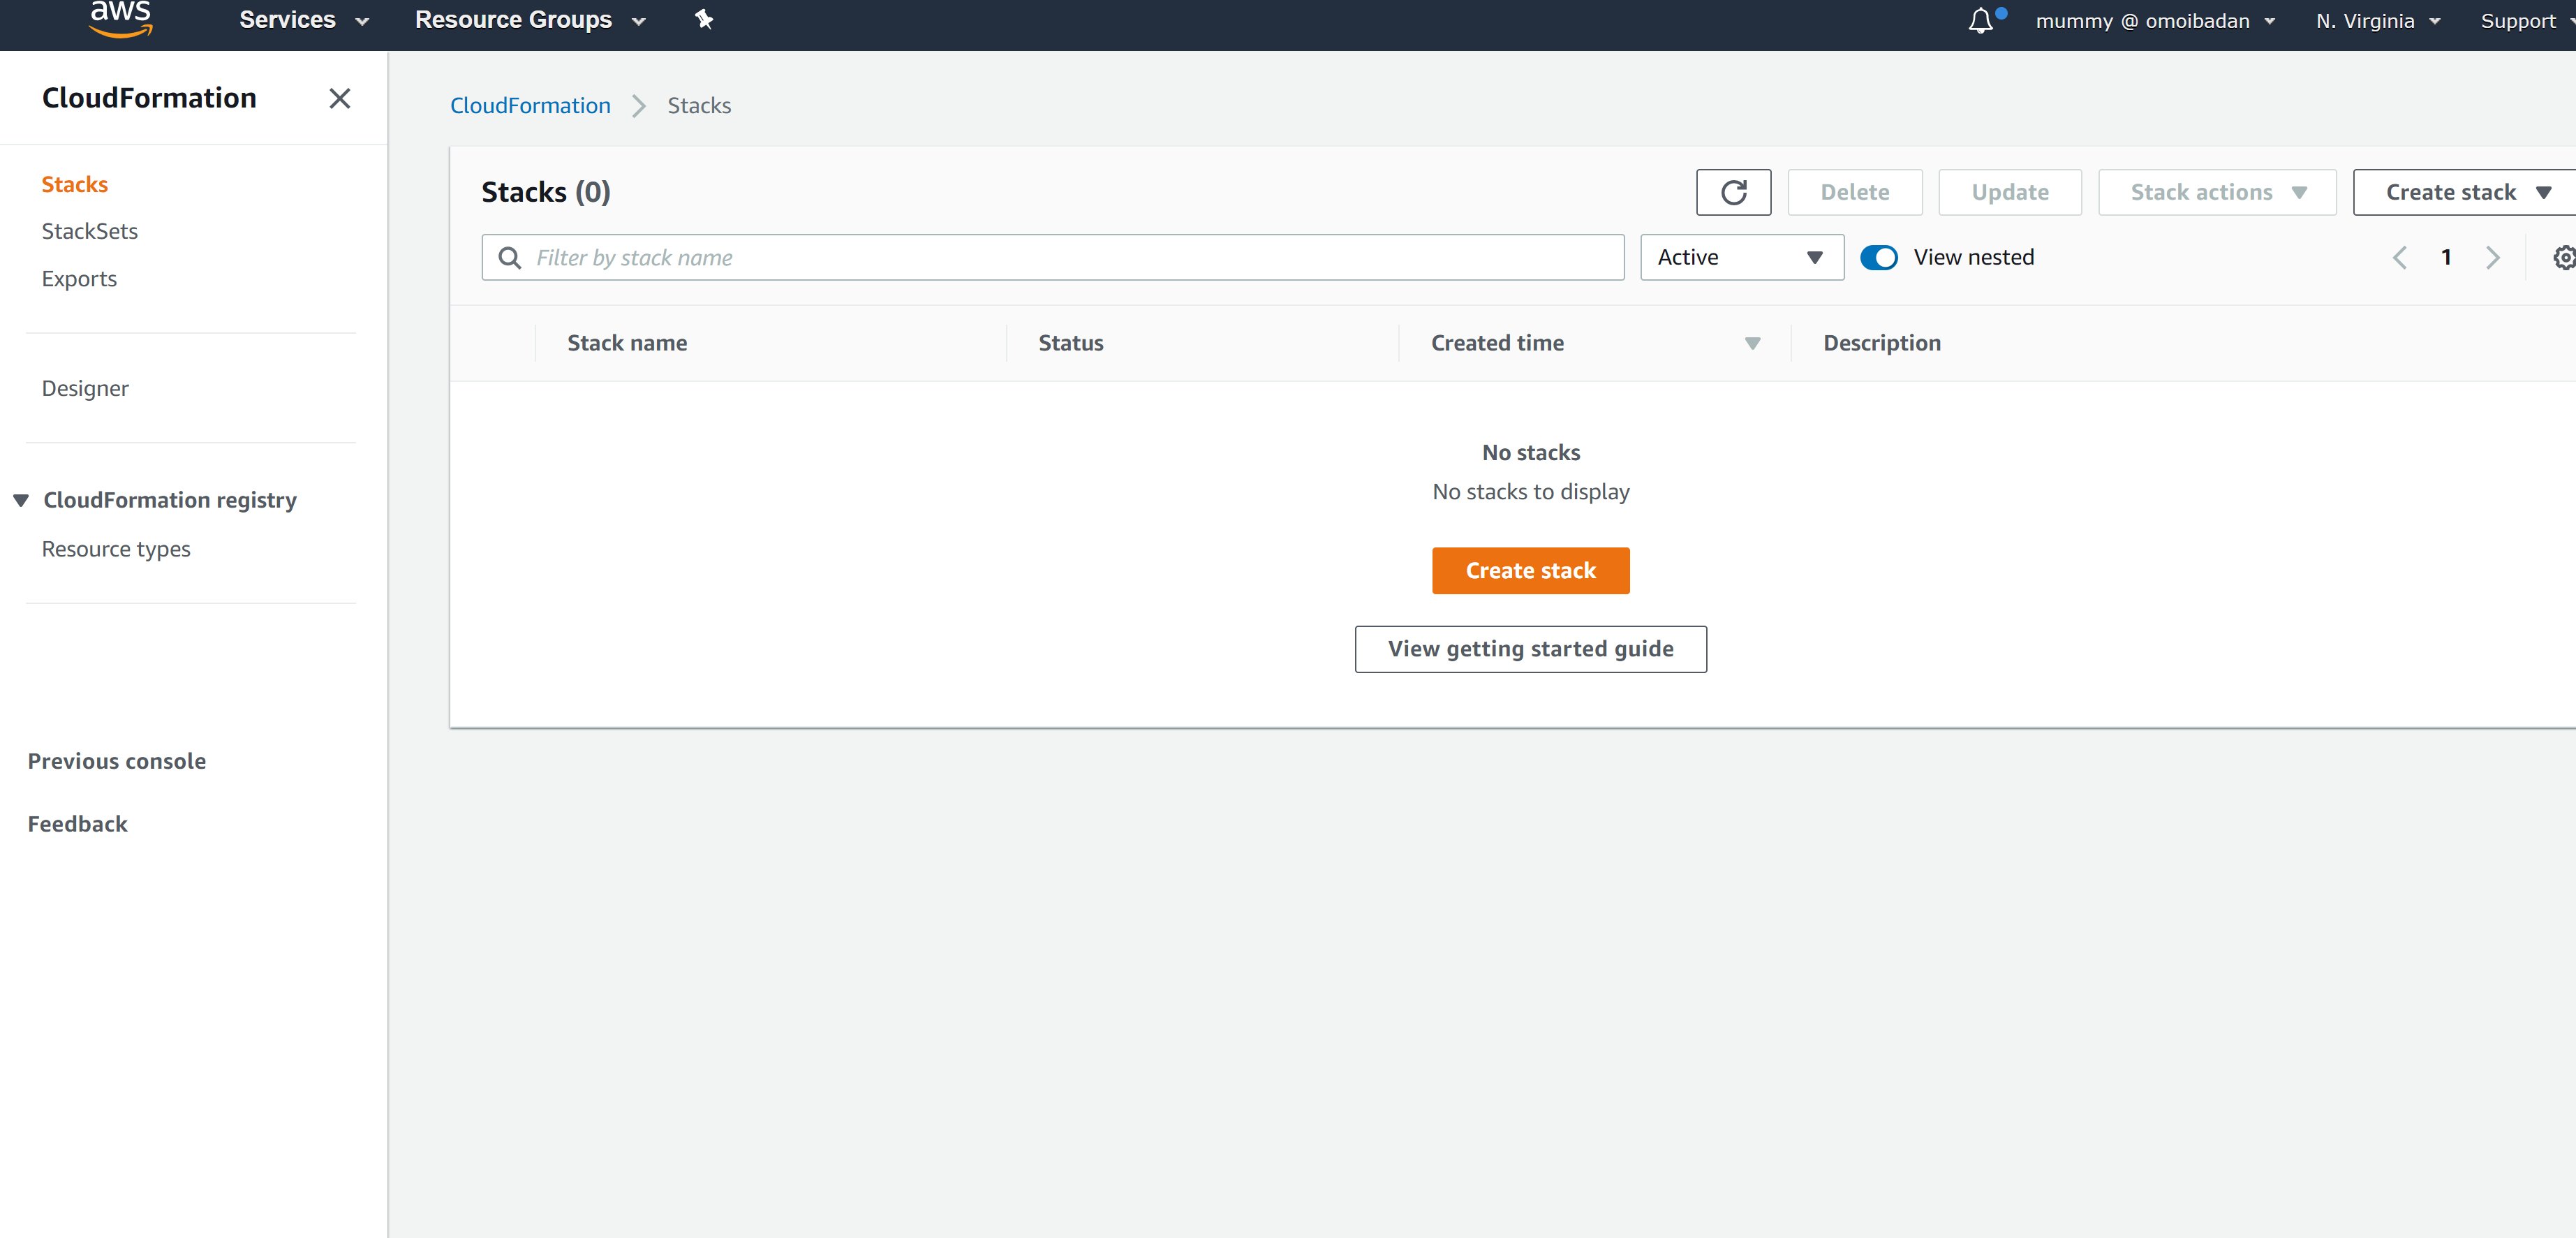 aws Services Resource Groups mummy @ omoibadan N. Virginia Support
CloudFormation
Stacks
StackSets
Exports
Designer
CloudFormation registry
Resource types
Previous console
Feedback
CloudFormation Stacks
Stacks (0) Delete Update Stack actions Create stack
Filter by stack name Active View nested 1
Stack name Status Created time Description
No stacks
No stacks to display
Create stack
View getting started guide